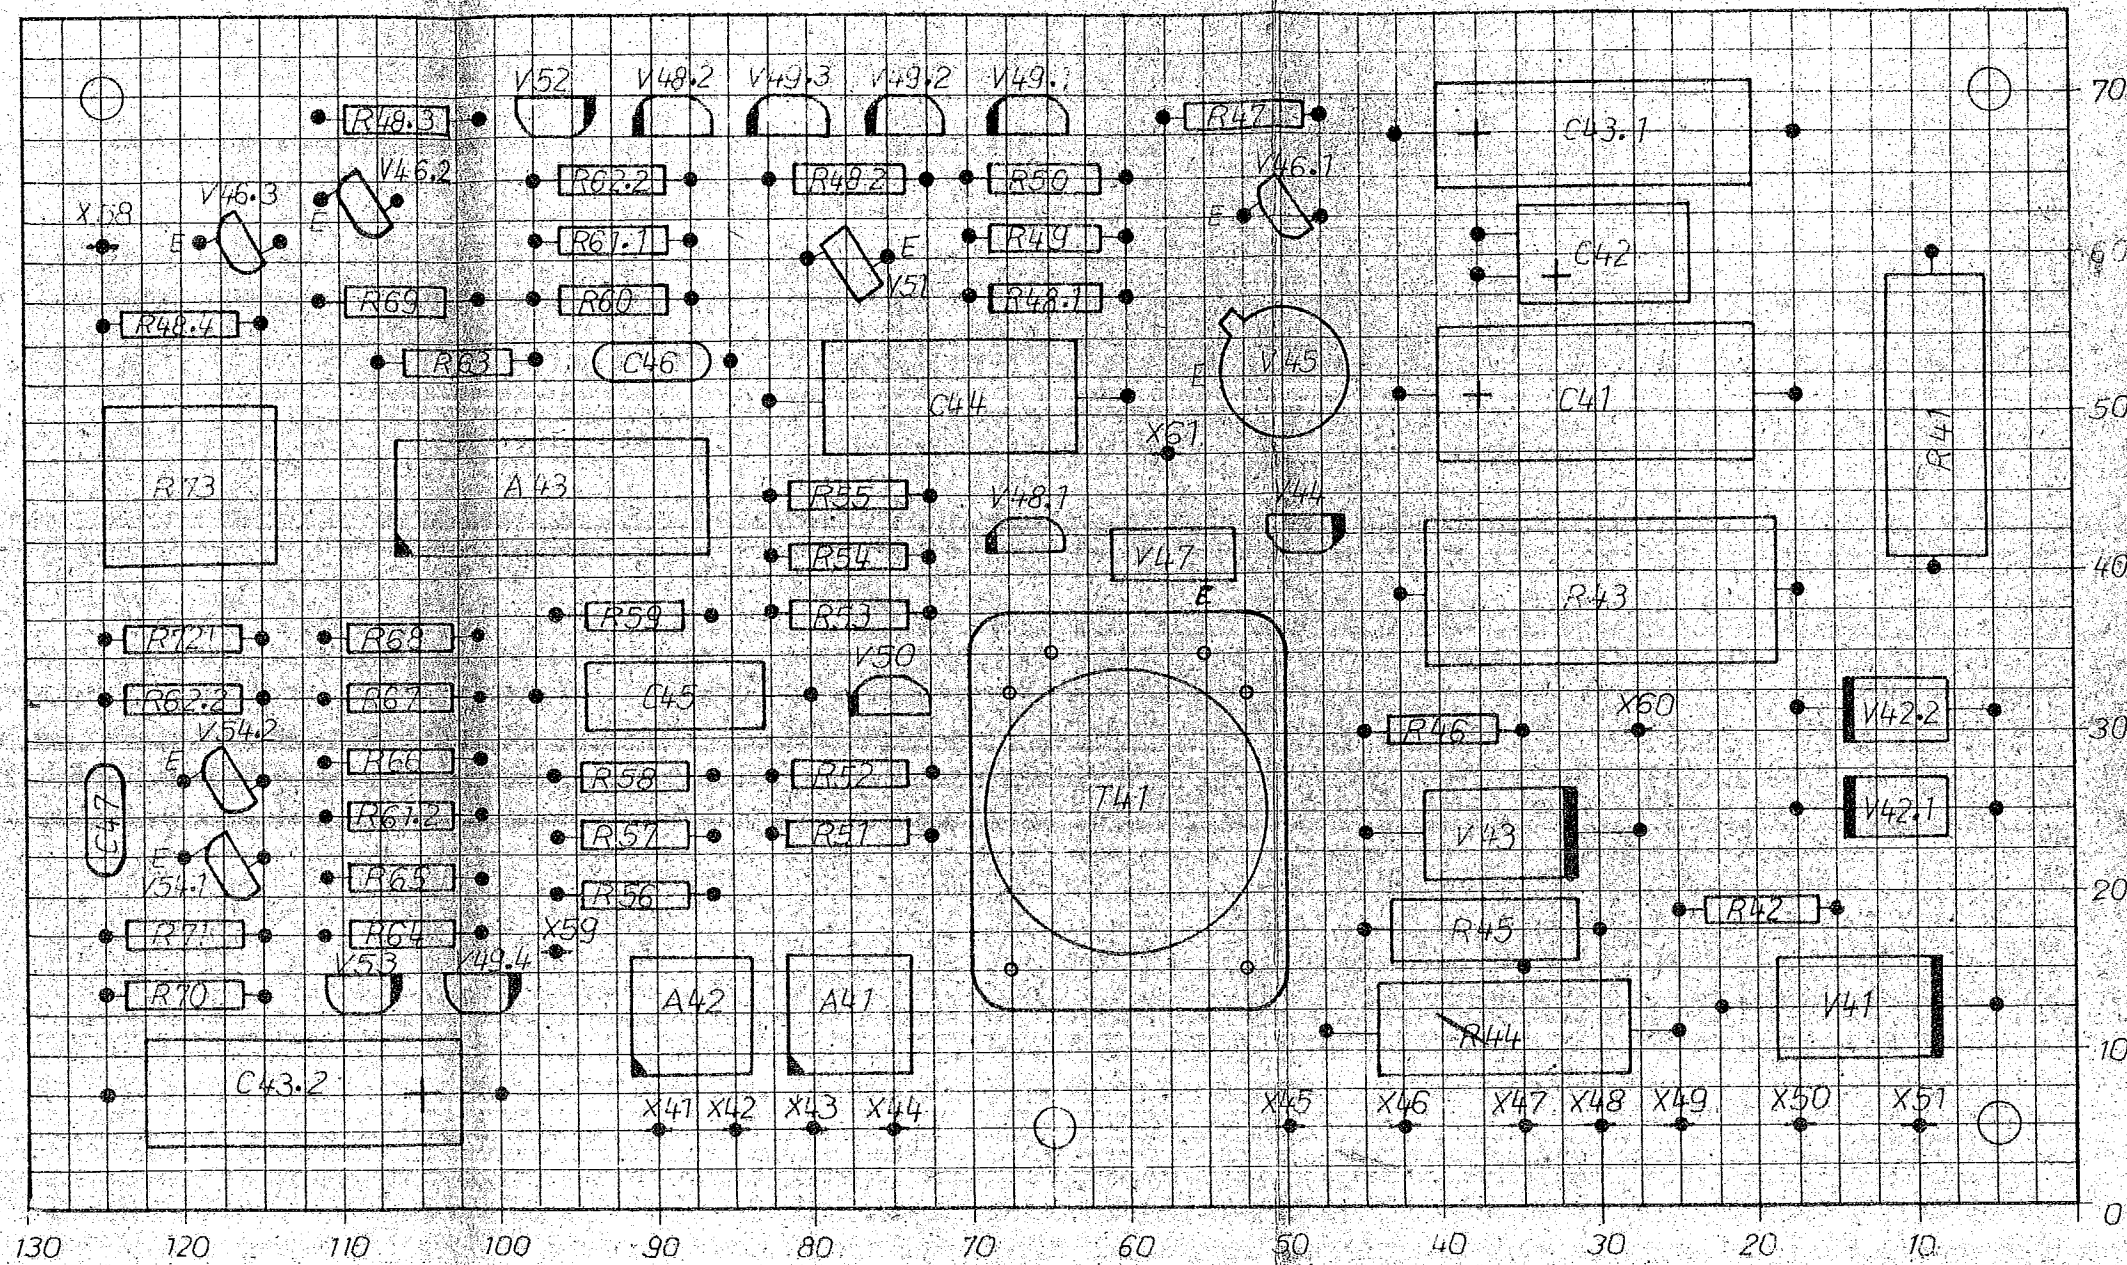 V52 V48.2 V49.3 V49.2 V49.1
70
R48.3 R47 C43.1
V46.2 R62.2 R48.2 R50 V46.1
V46.3
X58 E E E
R61.1 E R49 C42 60
V51
R69 R60 R48.1
R48.4
R63 C46 V45
E
C44 C41 50
X61 R41
R73 A43 R55 V48.1 V44
R54 V47 40
E
R59 R53 R43
R72 R68
V50
R62.2 R67 C45 X60 V42.2
V54.2 R46 30
E R66 R58 R52 T41
C47 R61.2 V42.1
R57 R51 V43
E
V54.1 R65 R56 20
R42
R71 R64 X59 R45
V53 V49.4
R70 A42 A41 V41
R44 10
C43.2
X41 X42 X43 X44 X45 X46 X47 X48 X49 X50 X51
0
130 120 110 100 90 80 70 60 50 40 30 20 10